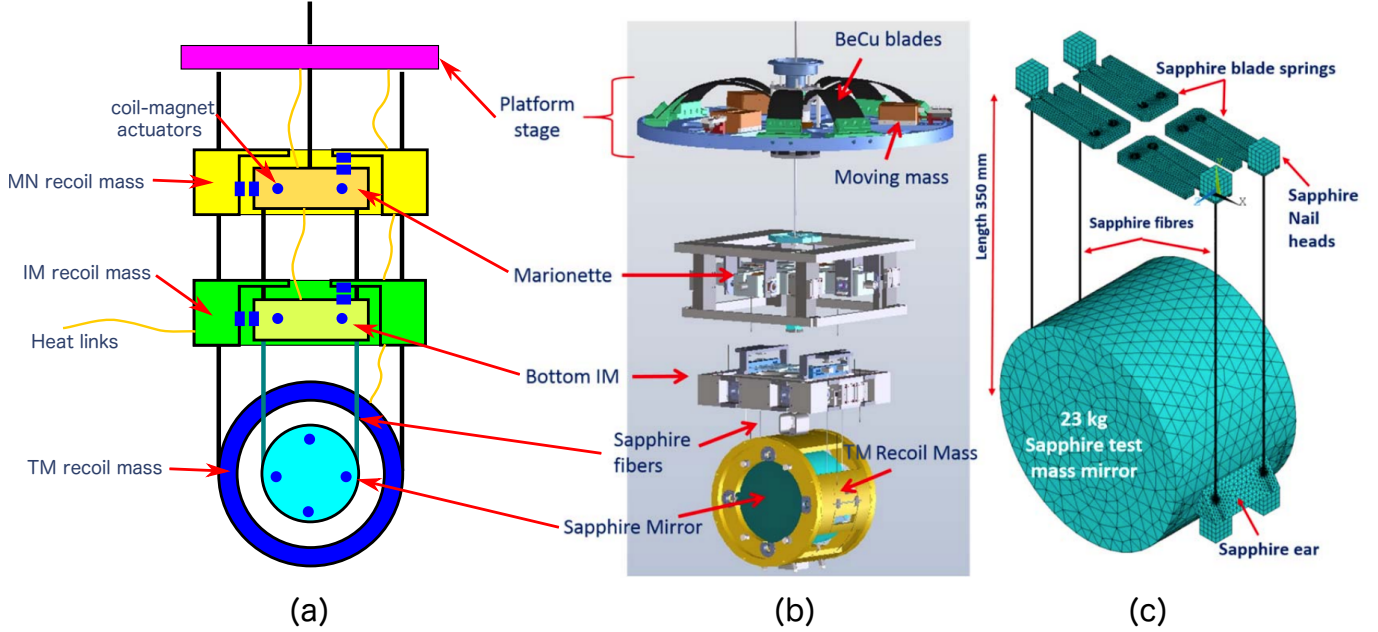 coil-magnet
actuators
MN recoil mass
IM recoil mass
Heat links
TM recoil mass
Platform
stage
Marionette
Bottom IM
Sapphire
fibers
Sapphire Mirror
(a)
BeCu blades
Moving mass
TM Recoil Mass
(b)
Sapphire blade springs
Length 350 mm
Sapphire
Nail
heads
Sapphire fibres
Y
X
23 kg
Sapphire test
mass mirror
Sapphire ear
(c)